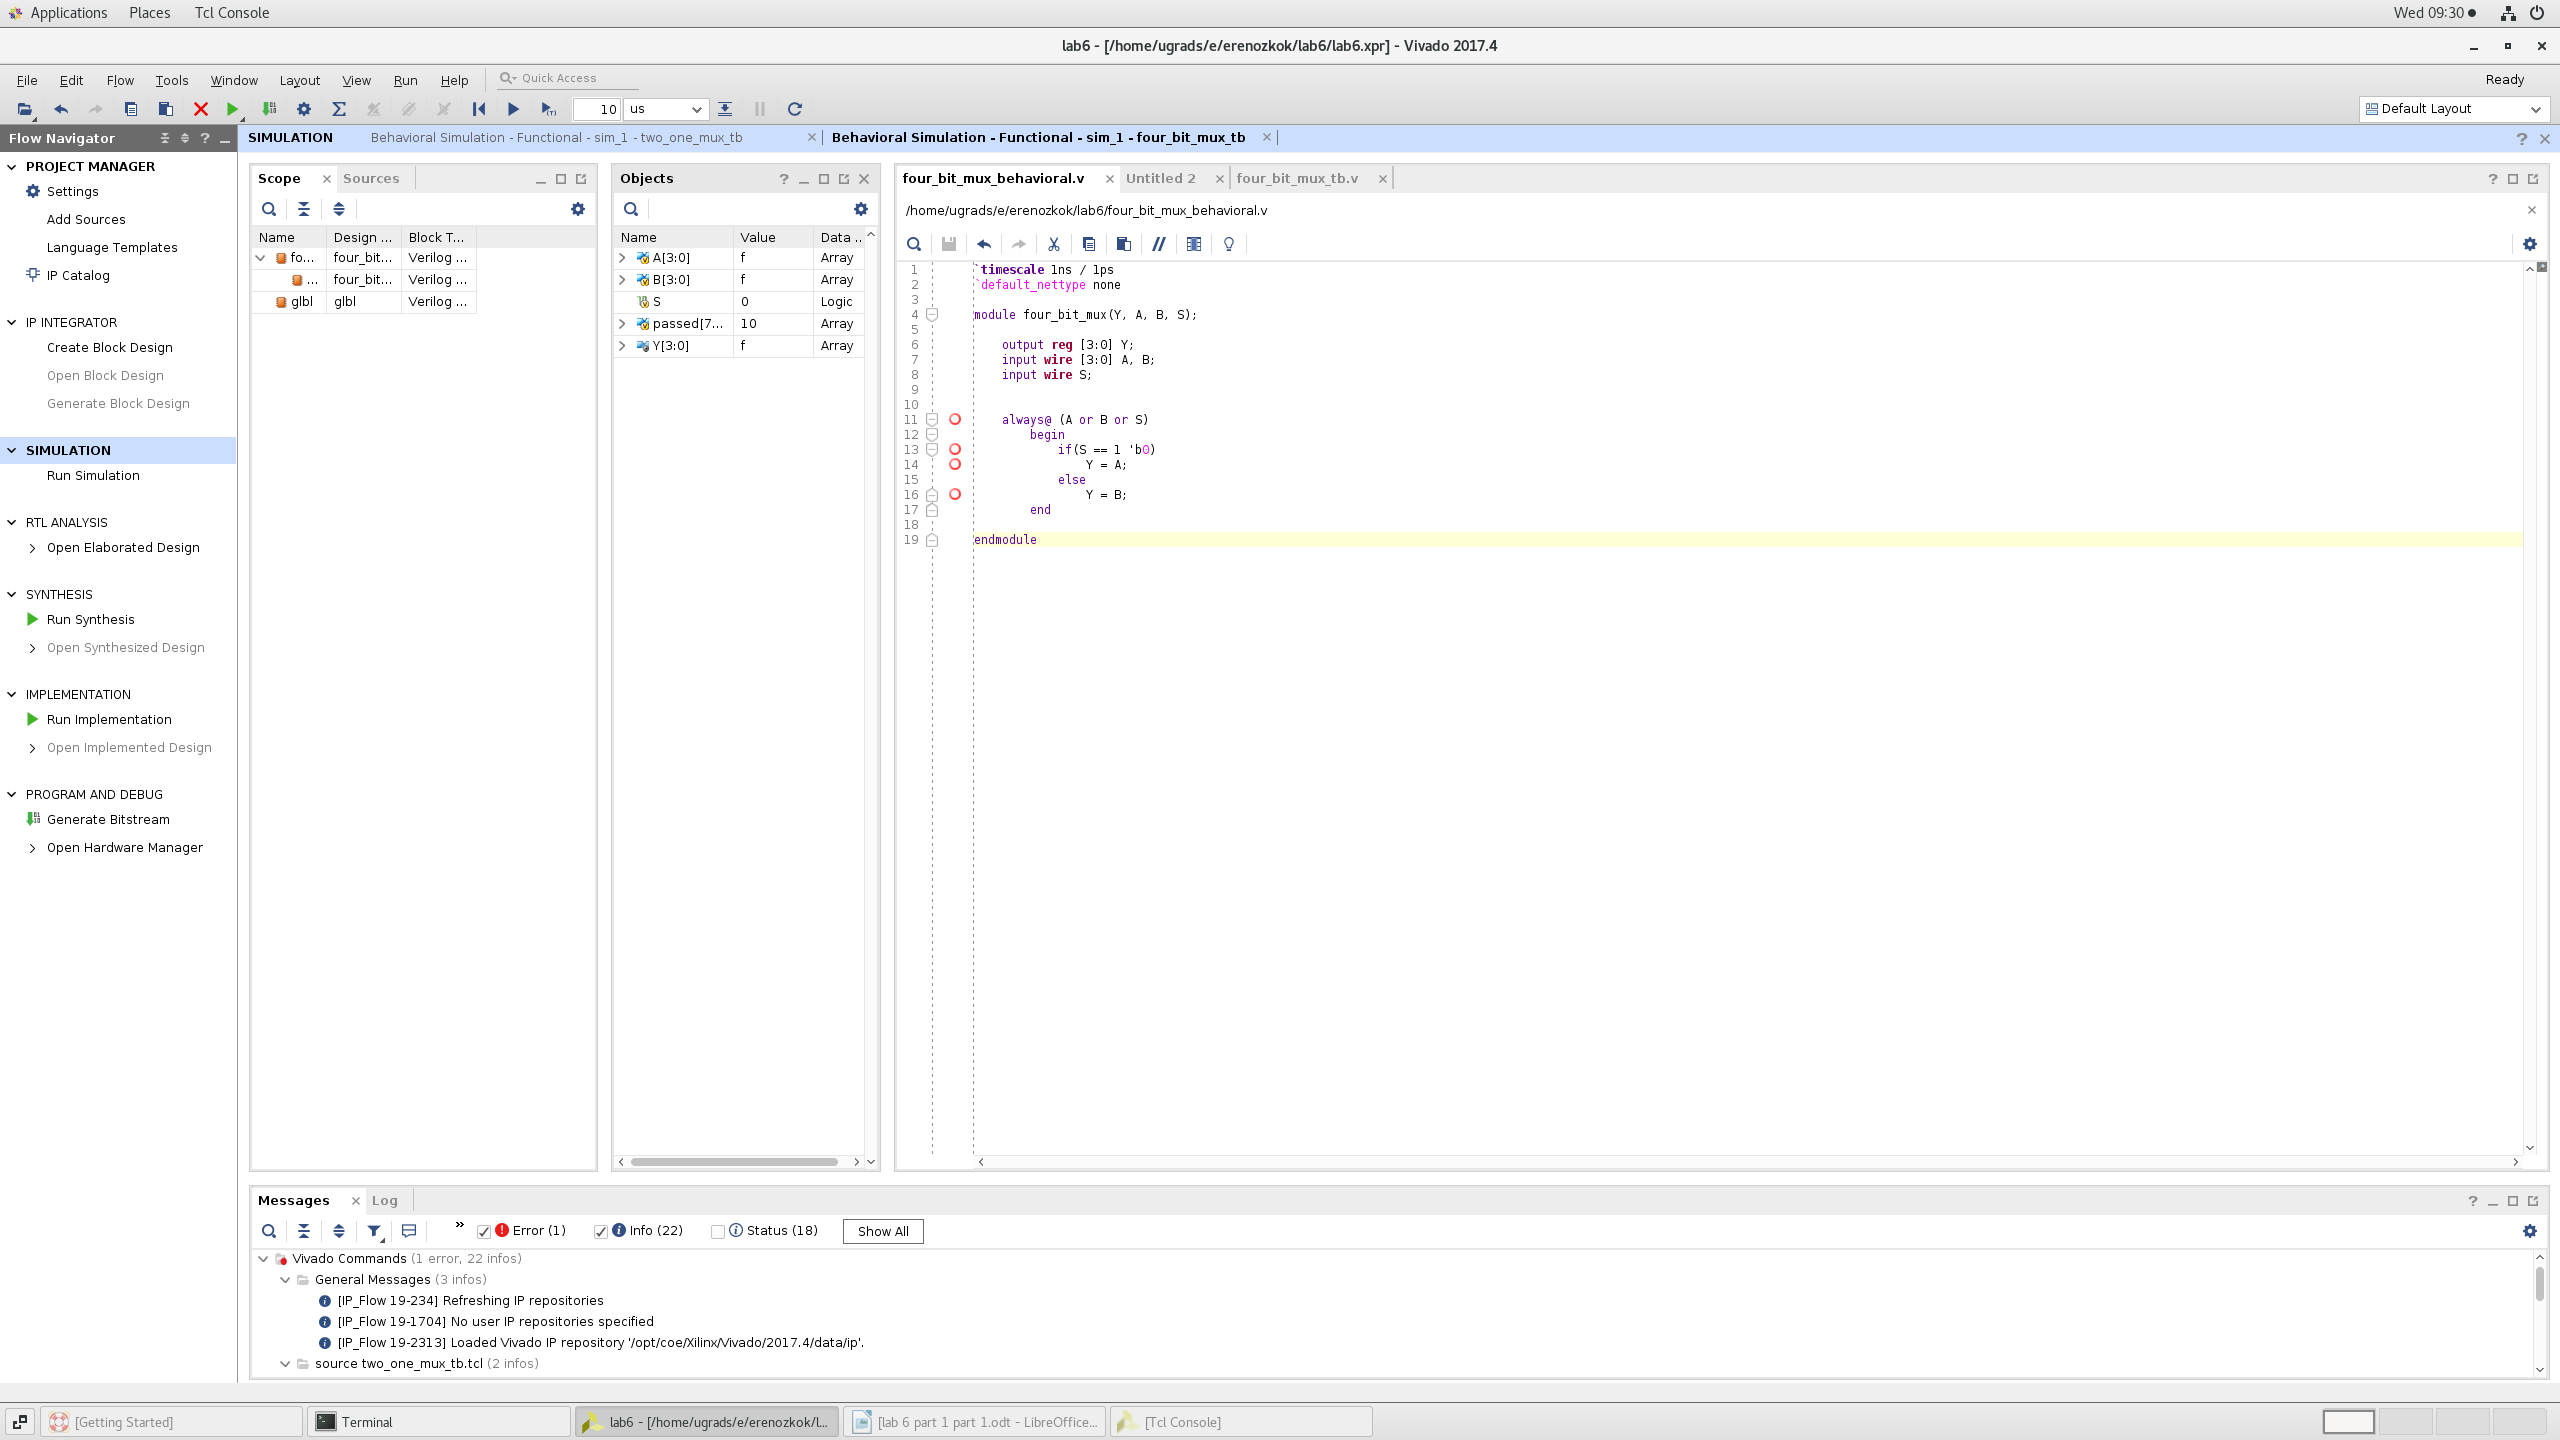 Applications Places Tcl Console Wed 09:30
lab6 - [/home/ugrads/e/erenozkok/lab6/lab6.xpr] - Vivado 2017.4
File Edit Flow Tools Window Layout View Run Help Quick Access Ready
10 us Default Layout
Flow Navigator
PROJECT MANAGER
Settings
Add Sources
Language Templates
IP Catalog
IP INTEGRATOR
Create Block Design
Open Block Design
Generate Block Design
SIMULATION
Run Simulation
RTL ANALYSIS
Open Elaborated Design
SYNTHESIS
Run Synthesis
Open Synthesized Design
IMPLEMENTATION
Run Implementation
Open Implemented Design
PROGRAM AND DEBUG
Generate Bitstream
Open Hardware Manager
SIMULATION Behavioral Simulation - Functional - sim_1 - two_one_mux_tb Behavioral Simulation - Functional - sim_1 - four_bit_mux_tb
Scope Sources
Name Design ... Block T...
fo... four_bit... Verilog ...
... four_bit... Verilog ...
glbl glbl Verilog ...
Objects
Name Value Data ...
A[3:0] f Array
B[3:0] f Array
S 0 Logic
passed[7... 10 Array
Y[3:0] f Array
four_bit_mux_behavioral.v Untitled 2 four_bit_mux_tb.v
/home/ugrads/e/erenozkok/lab6/four_bit_mux_behavioral.v
1 `timescale 1ns / 1ps
2 `default_nettype none
3
4 module four_bit_mux(Y, A, B, S);
5
6 output reg [3:0] Y;
7 input wire [3:0] A, B;
8 input wire S;
9
10
11 always@ (A or B or S)
12 begin
13 if(S == 1 'b0)
14 Y = A;
15 else
16 Y = B;
17 end
18
19 endmodule
Messages Log
Error (1) Info (22) Status (18) Show All
Vivado Commands (1 error, 22 infos)
General Messages (3 infos)
[IP_Flow 19-234] Refreshing IP repositories
[IP_Flow 19-1704] No user IP repositories specified
[IP_Flow 19-2313] Loaded Vivado IP repository '/opt/coe/Xilinx/Vivado/2017.4/data/ip'.
source two_one_mux_tb.tcl (2 infos)
[Getting Started] Terminal lab6 - [/home/ugrads/e/erenozkok/l... [lab 6 part 1 part 1.odt - LibreOffice... [Tcl Console]